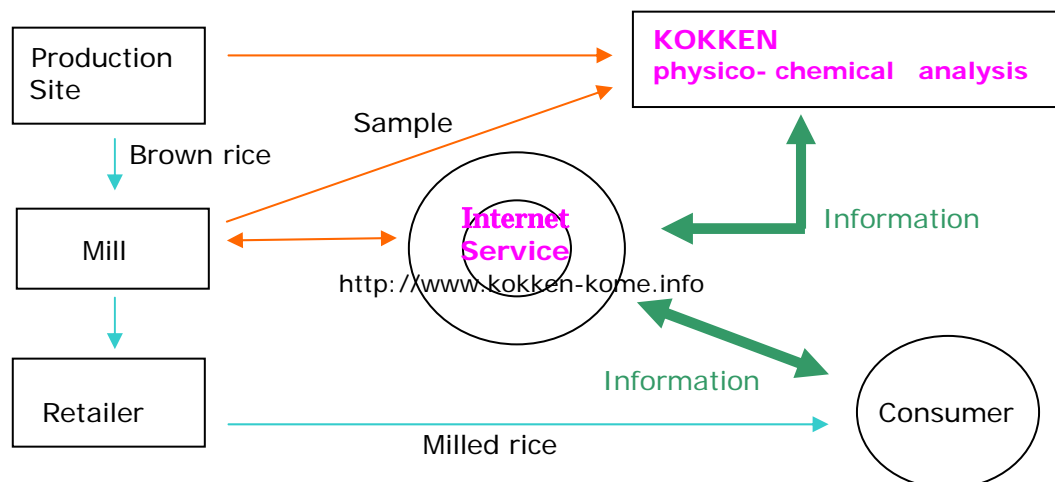 Production
Site
KOKKEN
physico- chemical analysis
Sample
Brown rice
Mill
Internet
Service
http://www.kokken-kome.info
Information
Information
Retailer
Consumer
Milled rice